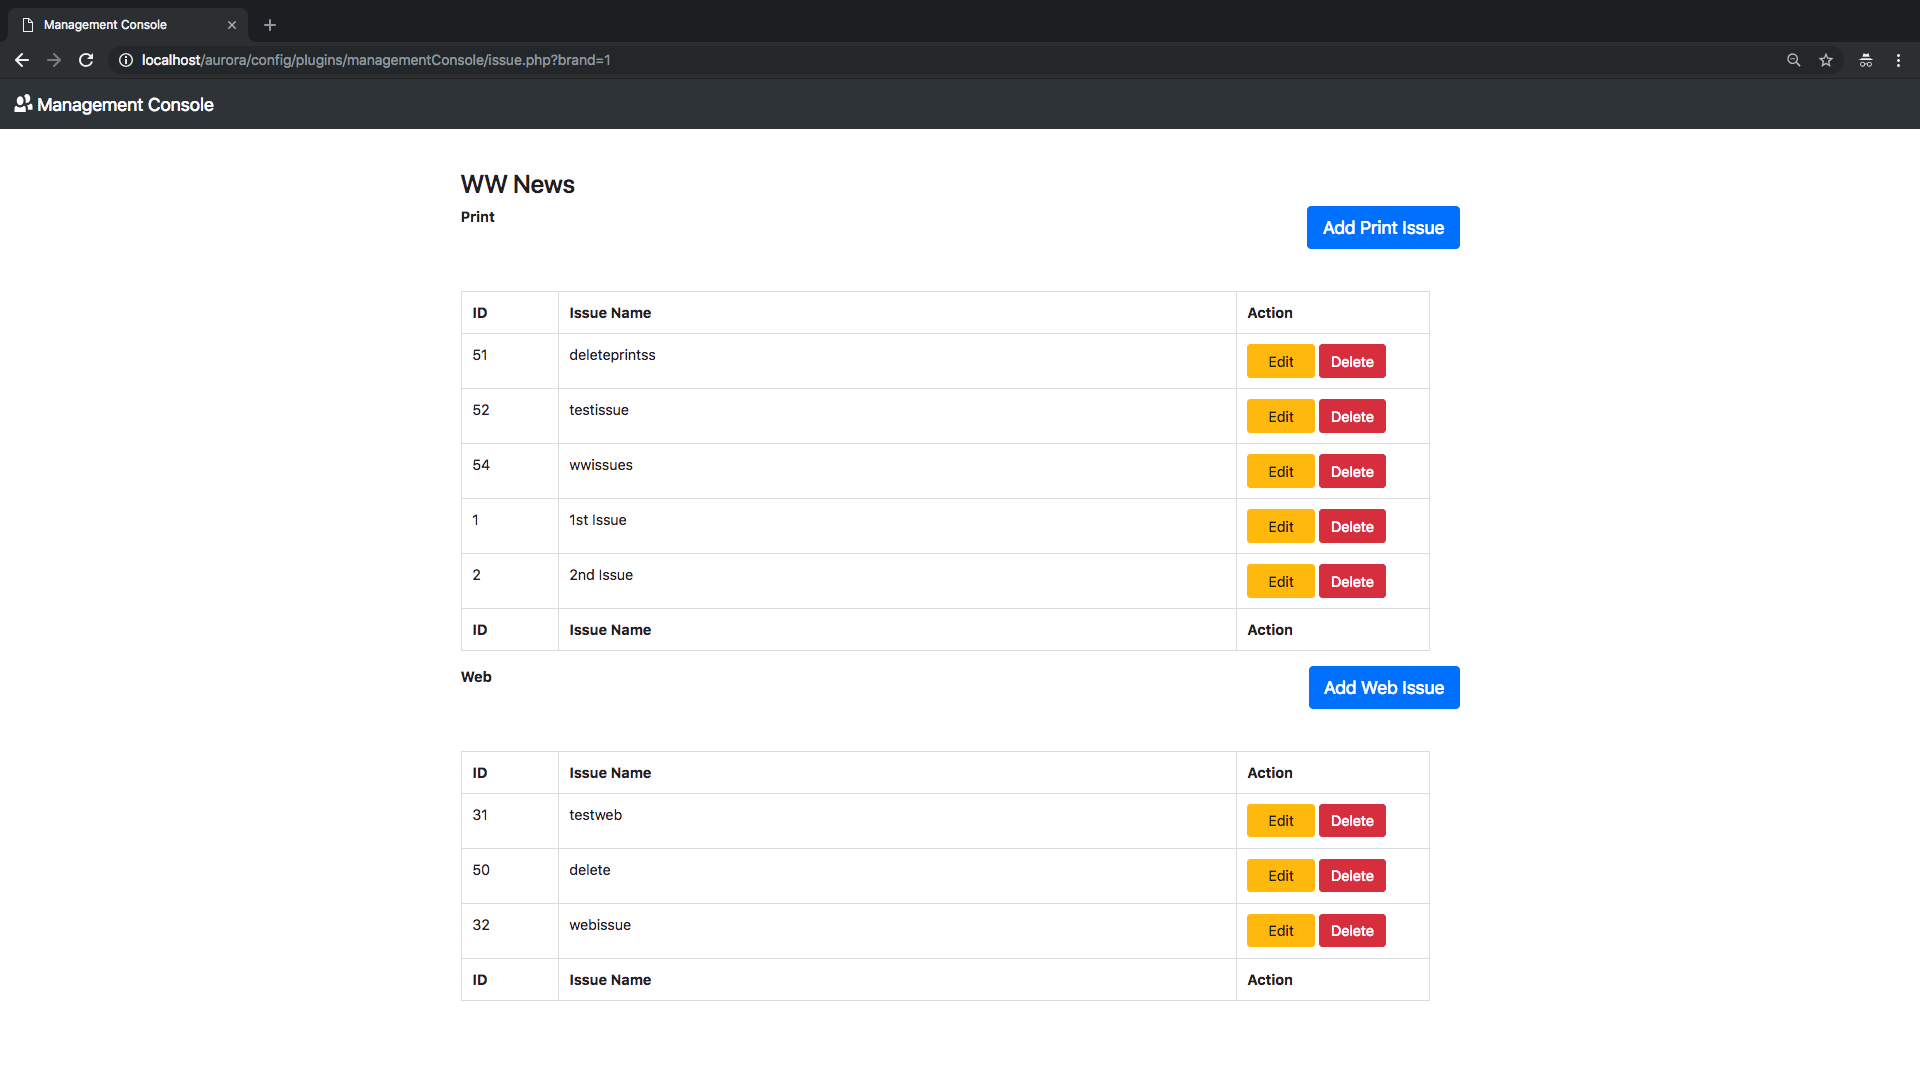 Management Console
localhost/aurora/config/plugins/managementConsole/issue.php?brand=1
Management Console
WW News
Print
Add Print Issue
ID Issue Name Action
51 deleteprintss Edit Delete
52 testissue Edit Delete
54 wwissues Edit Delete
1 1st Issue Edit Delete
2 2nd Issue Edit Delete
ID Issue Name Action
Web
Add Web Issue
ID Issue Name Action
31 testweb Edit Delete
50 delete Edit Delete
32 webissue Edit Delete
ID Issue Name Action